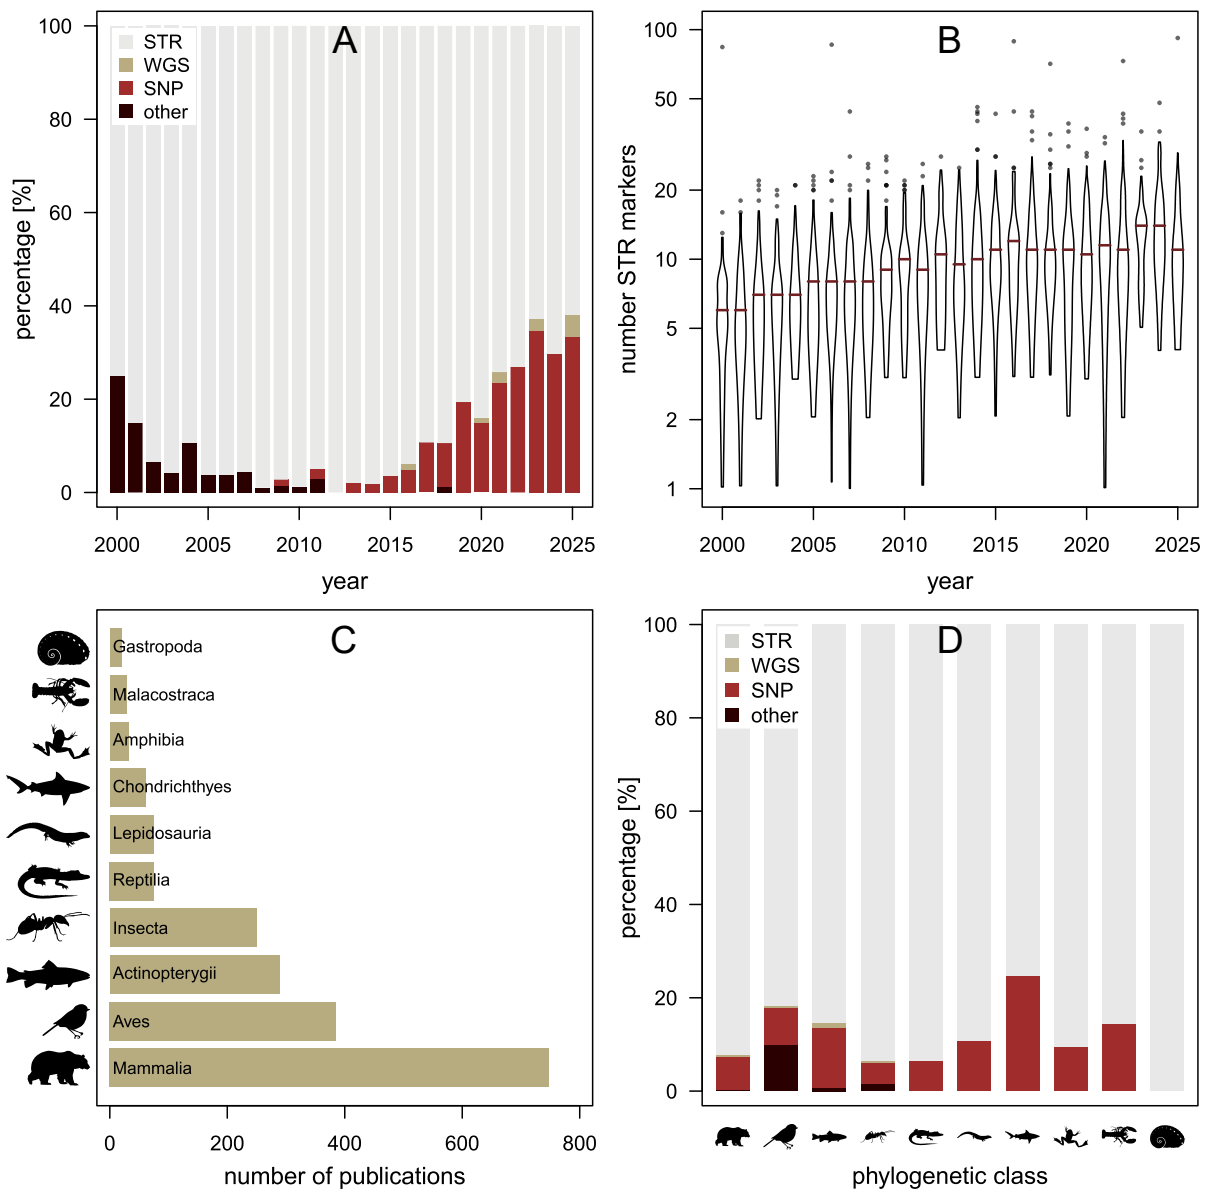 A
STR
WGS
SNP
other
100
80
60
40
20
0
percentage [%]
2000 2005 2010 2015 2020 2025
year
B
100
50
20
10
5
2
1
number STR markers
2000 2005 2010 2015 2020 2025
year
C
Gastropoda
Malacostraca
Amphibia
Chondrichthyes
Lepidosauria
Reptilia
Insecta
Actinopterygii
Aves
Mammalia
0 200 400 600 800
number of publications
D
STR
WGS
SNP
other
100
80
60
40
20
0
percentage [%]
phylogenetic class